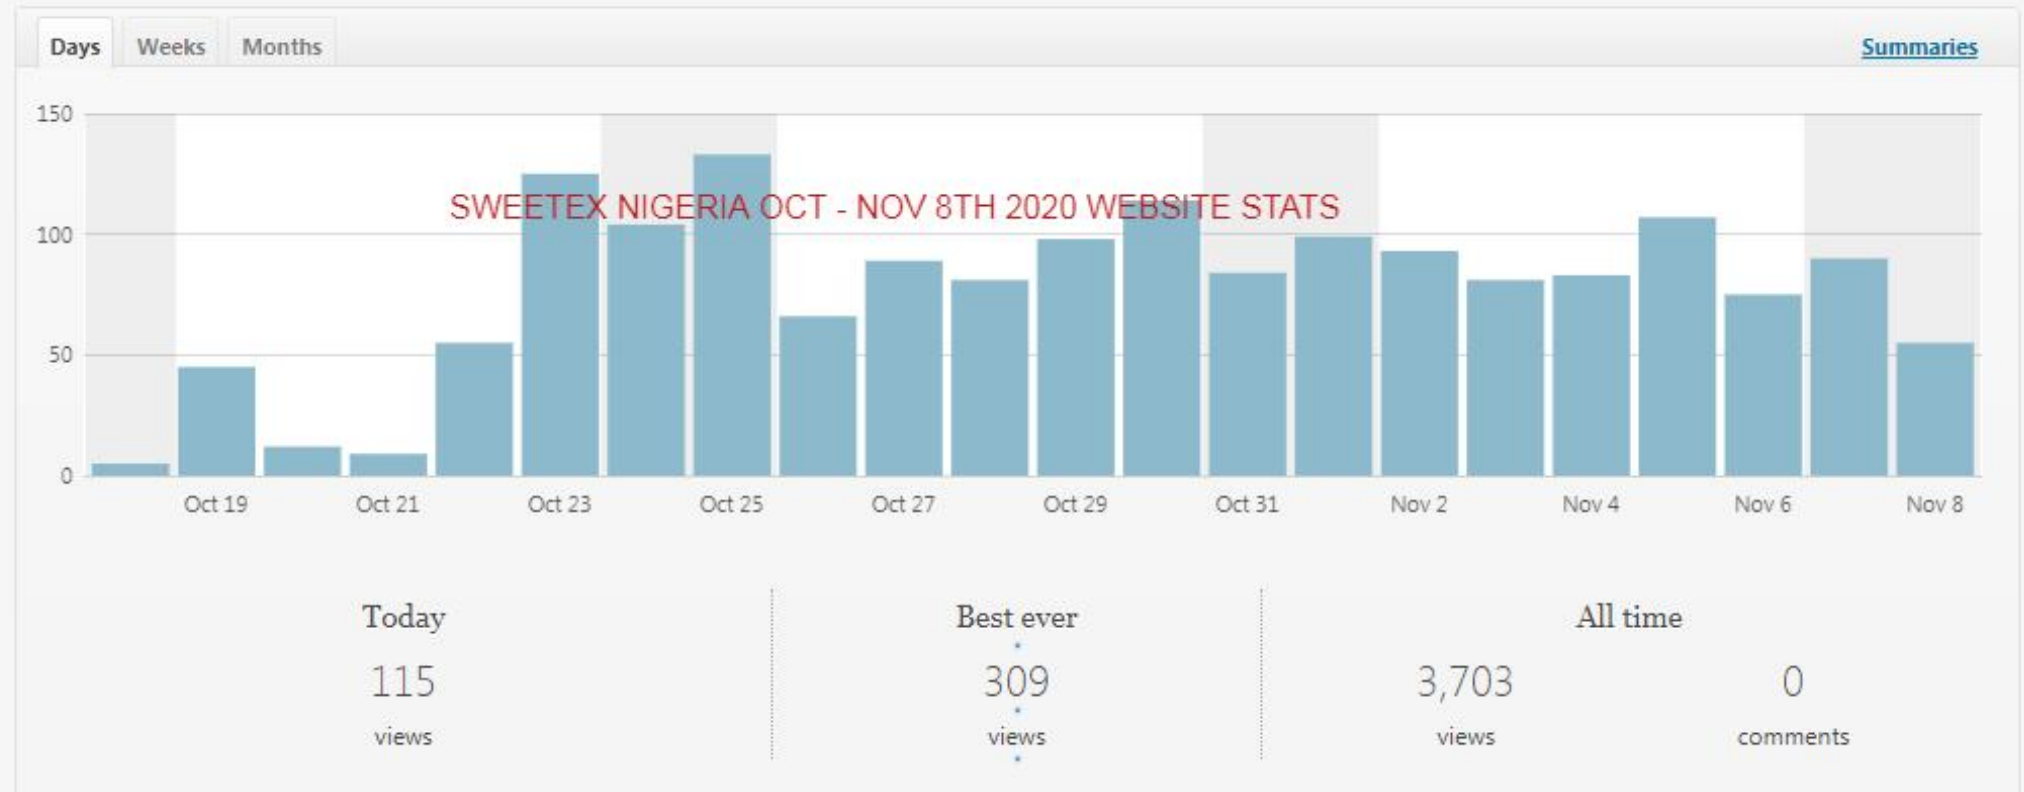 Days Weeks Months Summaries
150
SWEETEX NIGERIA OCT - NOV 8TH 2020 WEBSITE STATS
100
50
0
Oct 19 Oct 21 Oct 23 Oct 25 Oct 27 Oct 29 Oct 31 Nov 2 Nov 4 Nov 6 Nov 8
Today Best ever All time
115 309 3,703 0
views views views comments